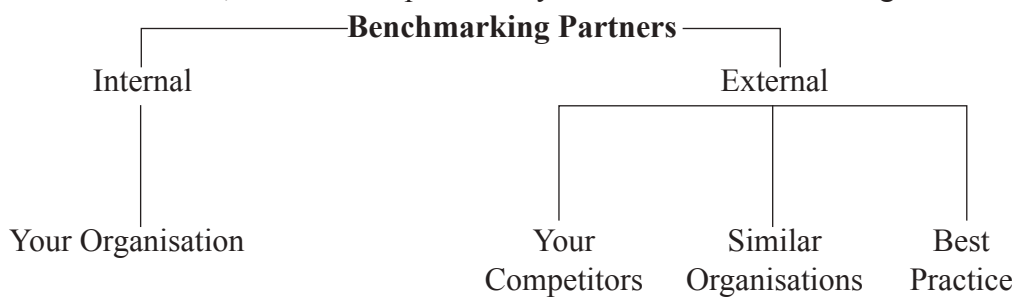 Benchmarking Partners
Internal External
Your Organisation Your Similar Best
Competitors Organisations Practice